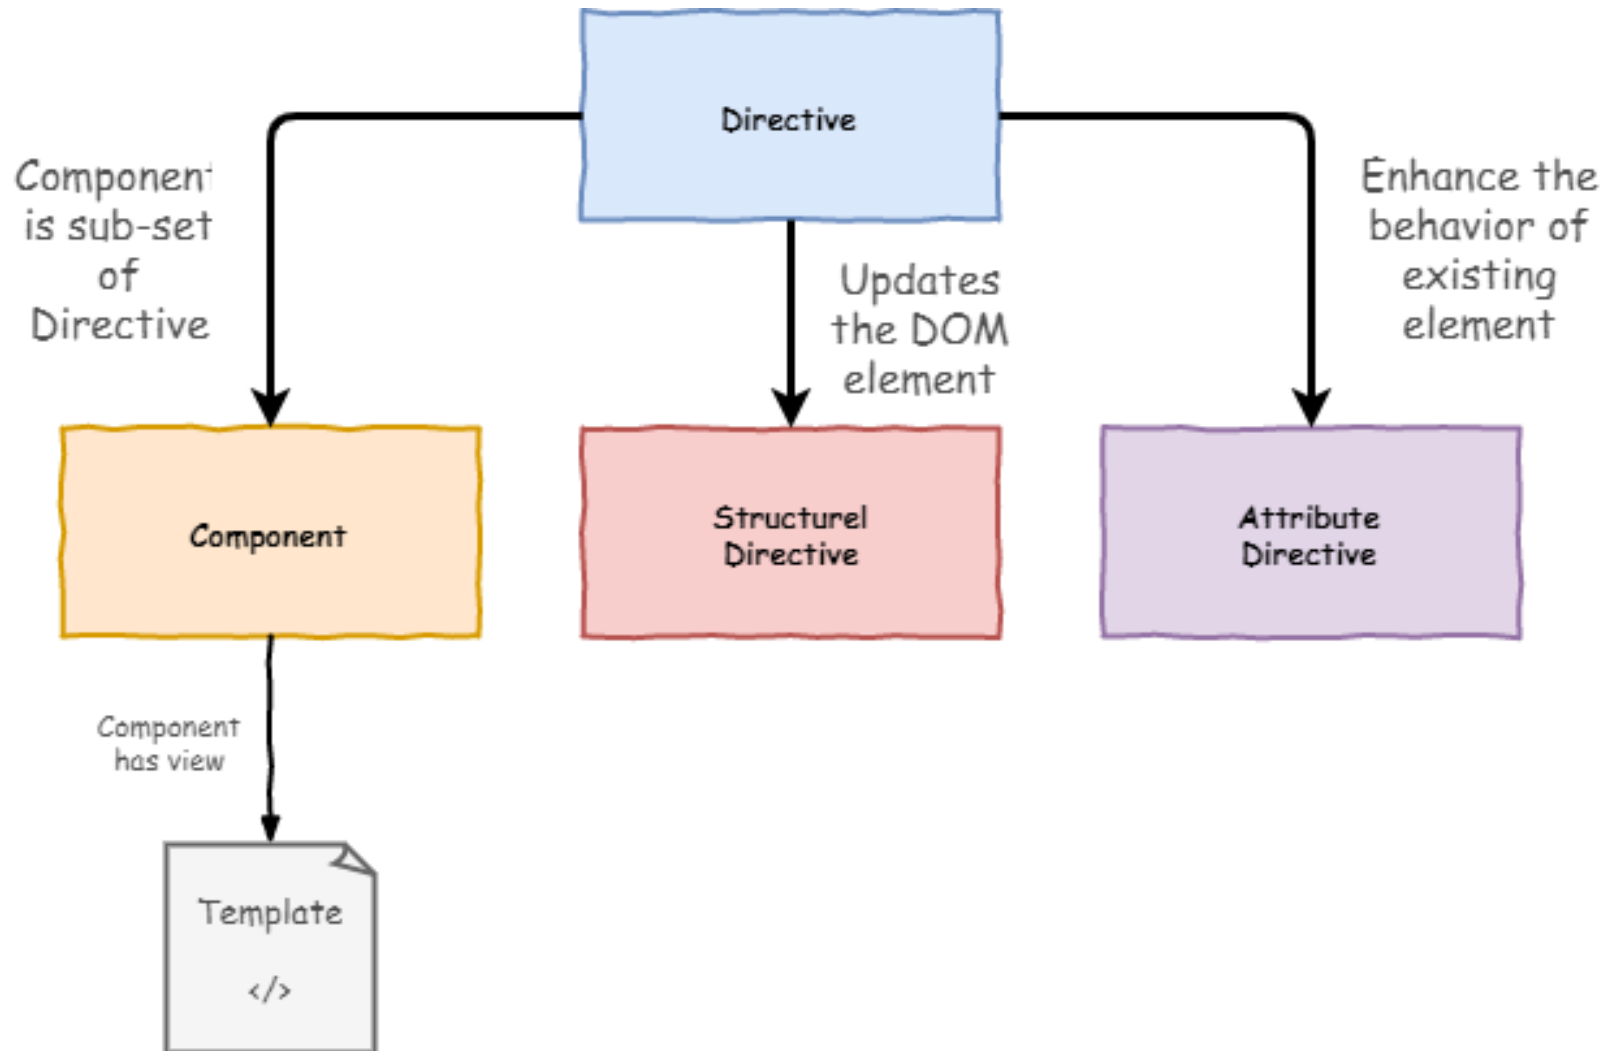 Directive
Component
is sub-set
of
Directive
Updates
the DOM
element
Enhance the
behavior of
existing
element
Component
Structurel
Directive
Attribute
Directive
Component
has view
Template
</>